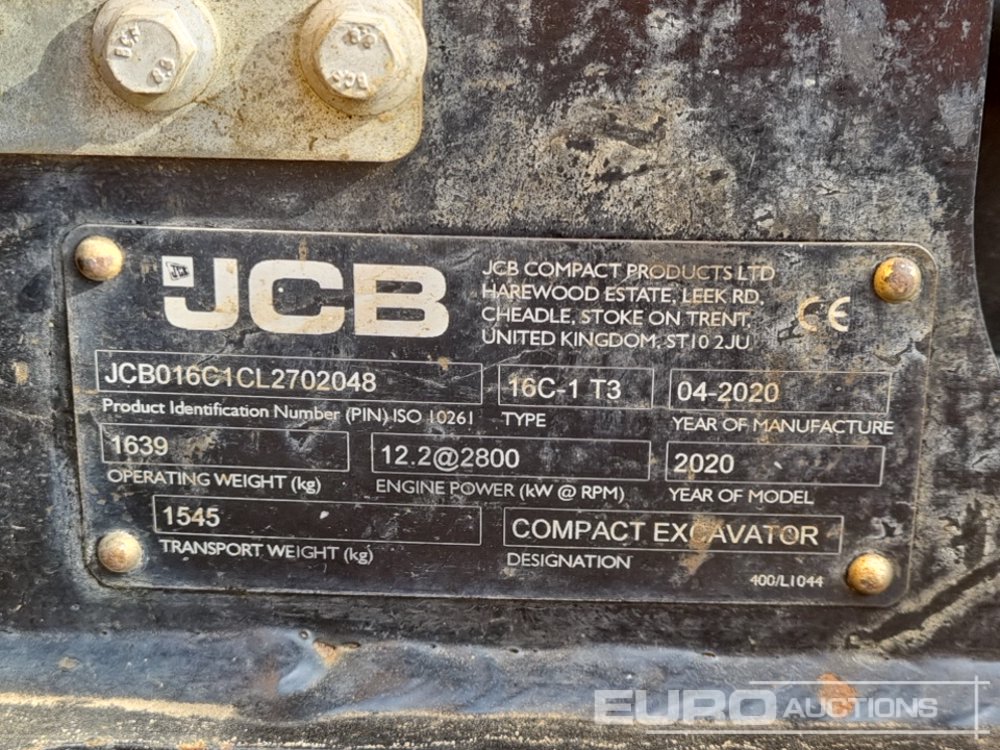 JCB
JCB COMPACT PRODUCTS LTD
HAREWOOD ESTATE, LEEK RD,
CHEADLE, STOKE ON TRENT,
UNITED KINGDOM, ST10 2JU
CE
JCB016C1CL2702048
Product Identification Number (PIN) ISO 10261
16C-1 T3
TYPE
04-2020
YEAR OF MANUFACTURE
1639
OPERATING WEIGHT (kg)
12.2@2800
ENGINE POWER (kW @ RPM)
2020
YEAR OF MODEL
1545
TRANSPORT WEIGHT (kg)
COMPACT EXCAVATOR
DESIGNATION
400/L1044
EURO AUCTIONS